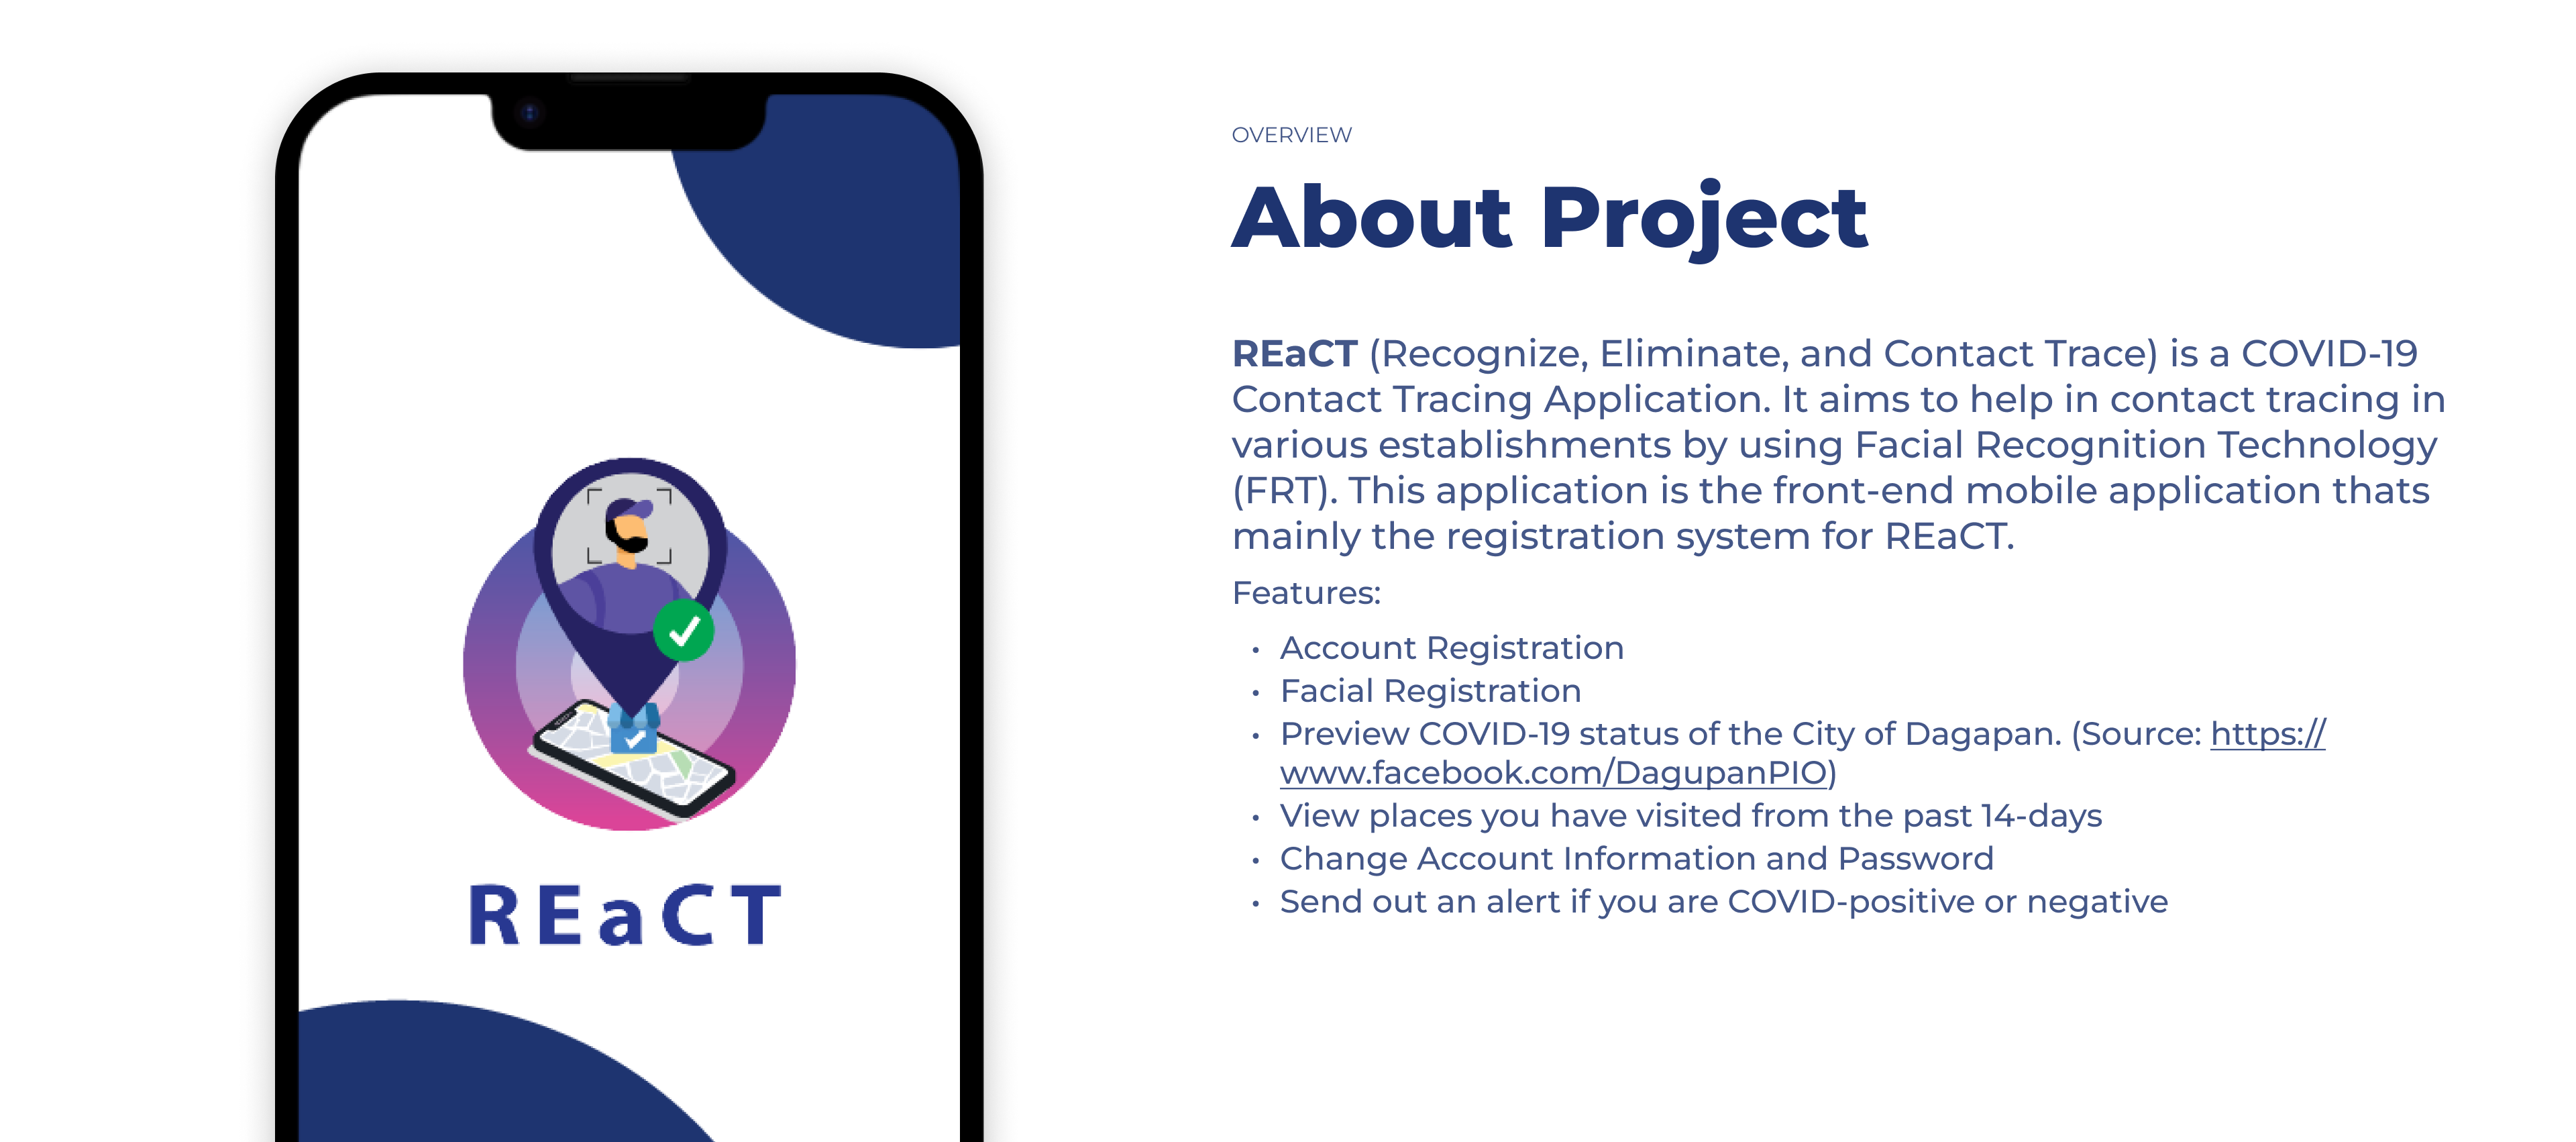 REaCT
OVERVIEW
About Project
REaCT (Recognize, Eliminate, and Contact Trace) is a COVID-19
Contact Tracing Application. It aims to help in contact tracing in
various establishments by using Facial Recognition Technology
(FRT). This application is the front-end mobile application thats
mainly the registration system for REaCT.
Features:
• Account Registration
• Facial Registration
• Preview COVID-19 status of the City of Dagapan. (Source: https://
www.facebook.com/DagupanPIO)
• View places you have visited from the past 14-days
• Change Account Information and Password
• Send out an alert if you are COVID-positive or negative